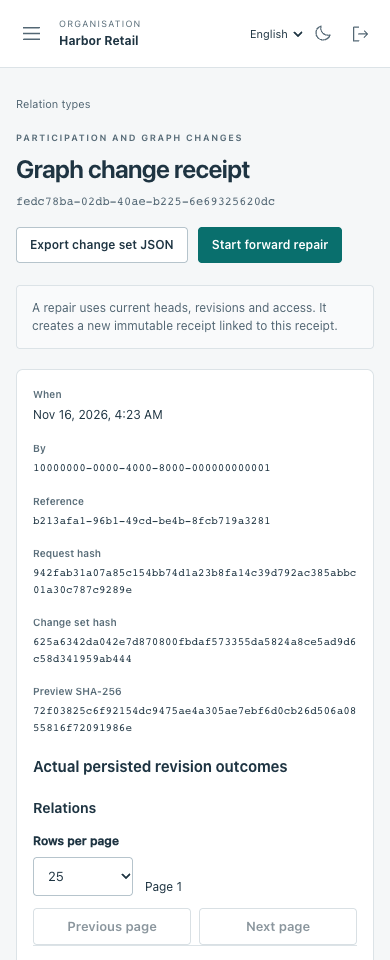 ORGANISATION
Harbor Retail
English
Relation types
PARTICIPATION AND GRAPH CHANGES
Graph change receipt
fedc78ba-02db-40ae-b225-6e69325620dc
Export change set JSON
Start forward repair
A repair uses current heads, revisions and access. It
creates a new immutable receipt linked to this receipt.
When
Nov 16, 2026, 4:23 AM
By
10000000-0000-4000-8000-000000000001
Reference
b213afa1-96b1-49cd-be4b-8fcb719a3281
Request hash
942fab31a07a85c154bb74d1a23b8fa14c39d792ac385abbc
01a30c787c9289e
Change set hash
625a6342da042e7d870800fbdaf573355da5824a8ce5ad9d6
c58d341959ab444
Preview SHA-256
72f03825c6f92154dc9475ae4a305ae7ebf6d0cb26d506a08
55816f72091986e
Actual persisted revision outcomes
Relations
Rows per page
25
Page 1
Previous page
Next page